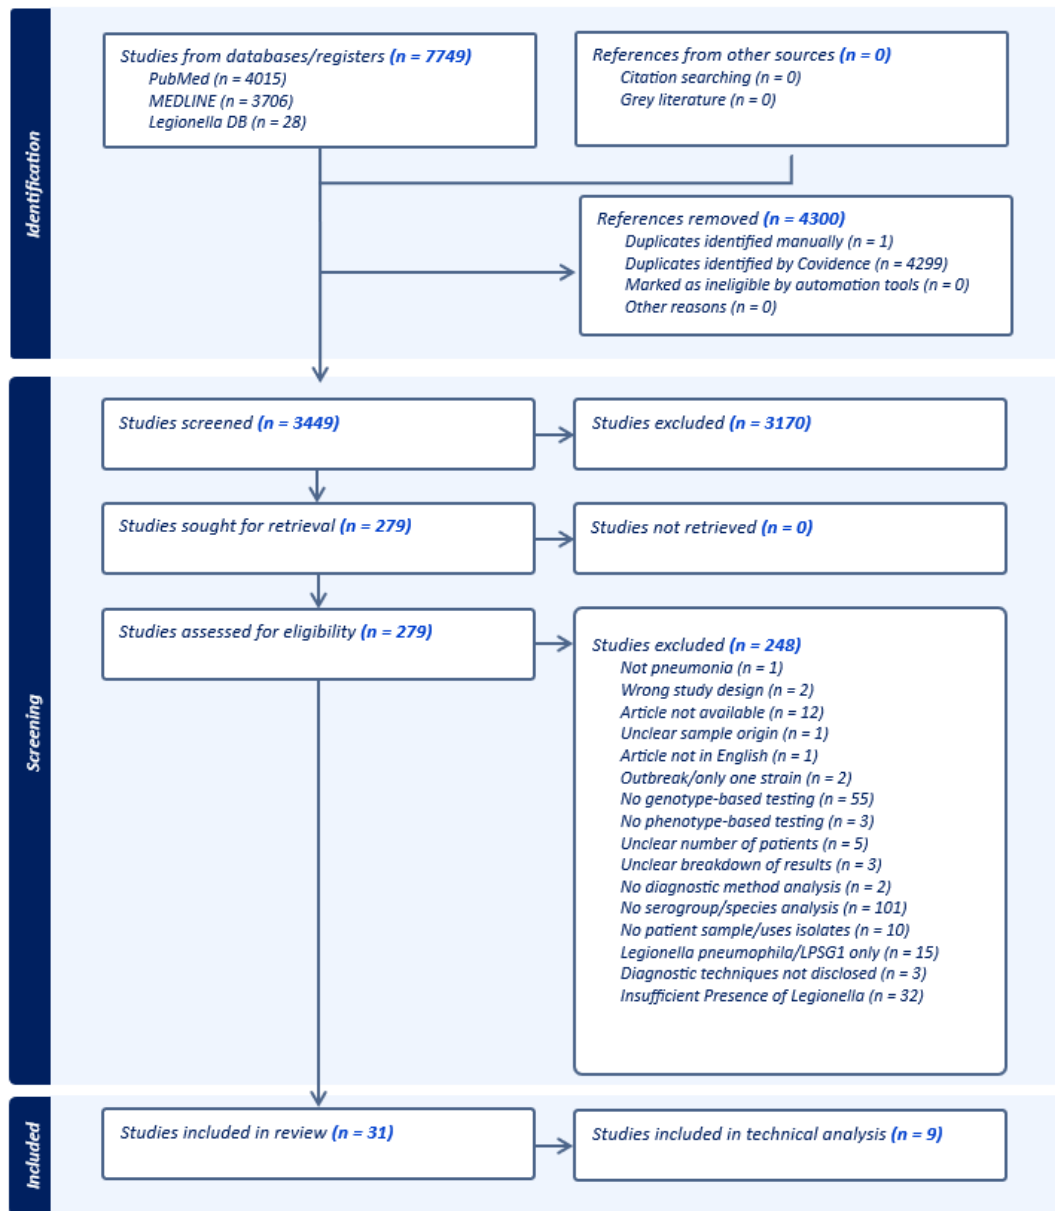 Identification
Studies from databases/registers (n = 7749)
PubMed (n = 4015)
MEDLINE (n = 3706)
Legionella DB (n = 28)
References from other sources (n = 0)
Citation searching (n = 0)
Grey literature (n = 0)
References removed (n = 4300)
Duplicates identified manually (n = 1)
Duplicates identified by Covidence (n = 4299)
Marked as ineligible by automation tools (n = 0)
Other reasons (n = 0)
Screening
Studies screened (n = 3449)
Studies excluded (n = 3170)
Studies sought for retrieval (n = 279)
Studies not retrieved (n = 0)
Studies assessed for eligibility (n = 279)
Studies excluded (n = 248)
Not pneumonia (n = 1)
Wrong study design (n = 2)
Article not available (n = 12)
Unclear sample origin (n = 1)
Article not in English (n = 1)
Outbreak/only one strain (n = 2)
No genotype-based testing (n = 55)
No phenotype-based testing (n = 3)
Unclear number of patients (n = 5)
Unclear breakdown of results (n = 3)
No diagnostic method analysis (n = 2)
No serogroup/species analysis (n = 101)
No patient sample/uses isolates (n = 10)
Legionella pneumophila/LPSG1 only (n = 15)
Diagnostic techniques not disclosed (n = 3)
Insufficient Presence of Legionella (n = 32)
Included
Studies included in review (n = 31)
Studies included in technical analysis (n = 9)